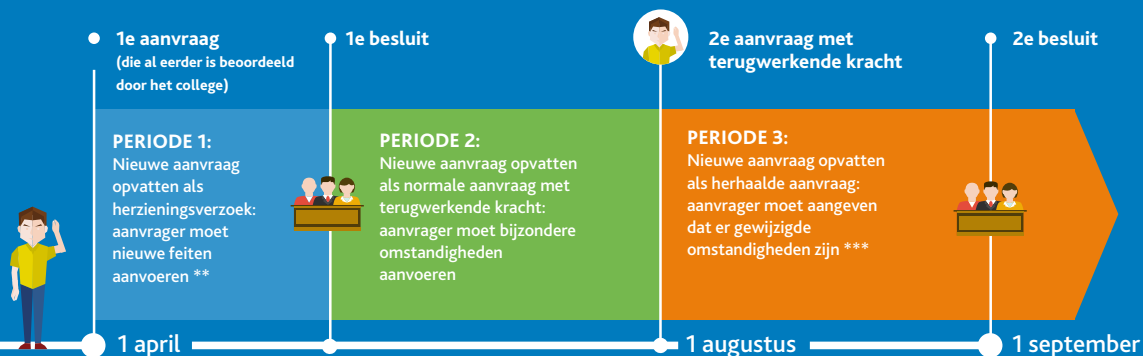 1e aanvraag
(die al eerder is beoordeeld
door het college)
1e besluit
2e aanvraag met
terugwerkende kracht
2e besluit
PERIODE 1:
Nieuwe aanvraag
opvatten als
herzieningsverzoek:
aanvrager moet
nieuwe feiten
aanvoeren **
PERIODE 2:
Nieuwe aanvraag opvatten
als normale aanvraag met
terugwerkende kracht:
aanvrager moet bijzondere
omstandigheden
aanvoeren
PERIODE 3:
Nieuwe aanvraag opvatten
als herhaalde aanvraag:
aanvrager moet aangeven
dat er gewijzigde
omstandigheden zijn ***
1 april
1 augustus
1 september